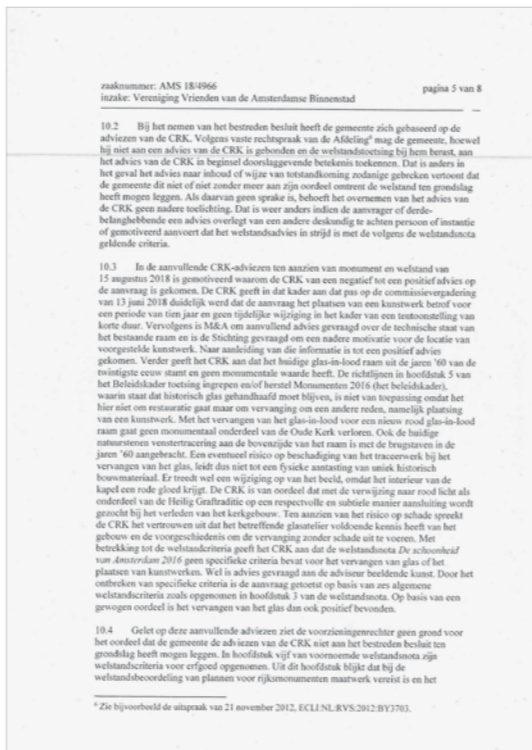 zaaknummer: AMS 18/4966
pagina 5 van 8
inzake: Vereniging Vrienden van de Amsterdamse Binnenstad
10.2 Bij het nemen van het bestreden besluit heeft de gemeente zich gebaseerd op de
adviezen van de CRK. Volgens vaste rechtspraak van de Afdeling⁶ mag de gemeente, hoewel
hij niet aan een advies van de CRK is gebonden en de welstandstoetsing bij hem berust, aan
het advies van de CRK in beginsel doorslaggevende betekenis toekennen. Dat is anders in
het geval het advies naar inhoud of wijze van totstandkoming zodanige gebreken vertoont dat
de gemeente dit niet of niet zonder meer aan zijn oordeel omtrent de welstand ten grondslag
heeft mogen leggen. Als daarvan geen sprake is, behoeft het overnemen van het advies van
de CRK geen nadere toelichting. Dat is weer anders indien de aanvrager of derde-
belanghebbende een advies overlegt van een andere deskundig te achten persoon of instantie
of gemotiveerd aanvoert dat het welstandsadvies in strijd is met de volgens de welstandsnota
geldende criteria.
10.3 In de aanvullende CRK-adviezen ten aanzien van monument en welstand van
15 augustus 2018 is gemotiveerd waarom de CRK van een negatief tot een positief advies op
de aanvraag is gekomen. De CRK geeft in dat kader aan dat pas op de commissievergadering
van 13 juni 2018 duidelijk werd dat de aanvraag het plaatsen van een kunstwerk betrof voor
een periode van tien jaar en geen tijdelijke wijziging in het kader van een tentoonstelling van
korte duur. Vervolgens is M&A om aanvullend advies gevraagd over de technische staat van
het bestaande raam en is de Stichting gevraagd om een nadere motivatie voor de locatie van
voorgestelde kunstwerk. Naar aanleiding van die informatie is tot een positief advies
gekomen. Verder geeft het CRK aan dat het huidige glas-in-lood raam uit de jaren ’60 van de
twintigste eeuw stamt en geen monumentale waarde heeft. De richtlijnen in hoofdstuk 5 van
het Beleidskader toetsing ingrepen en/of herstel Monumenten 2016 (het beleidskader),
waarin staat dat historisch glas gehandhaafd moet blijven, is niet van toepassing omdat het
hier niet om restauratie gaat maar om vervanging om een andere reden, namelijk plaatsing
van een kunstwerk. Met het vervangen van het glas-in-lood voor een nieuw rood glas-in-lood
raam gaat geen monumentaal onderdeel van de Oude Kerk verloren. Ook de huidige
natuurstenen venstertracering aan de bovenzijde van het raam is met de brugstaven in de
jaren ’60 aangebracht. Een eventueel risico op beschadiging van het traceerwerk bij het
vervangen van het glas, leidt dus niet tot een fysieke aantasting van uniek historisch
bouwmateriaal. Er treedt wel een wijziging op van het beeld, omdat het interieur van de
kapel een rode gloed krijgt. De CRK is van oordeel dat met de verwijzing naar rood licht als
onderdeel van de Heilig Graftraditie op een respectvolle en subtiele manier aansluiting wordt
gezocht bij het verleden van het kerkgebouw. Ten aanzien van het risico op schade spreekt
de CRK het vertrouwen uit dat het betreffende glasatelier voldoende kennis heeft van het
gebouw en de voorgeschiedenis om de vervanging zonder schade uit te voeren. Met
betrekking tot de welstandscriteria geeft het CRK aan dat de welstandsnota De schoonheid
van Amsterdam 2016 geen specifieke criteria bevat voor het vervangen van glas of het
plaatsen van kunstwerken. Wel is advies gevraagd aan de adviseur beeldende kunst. Door het
ontbreken van specifieke criteria is de aanvraag getoetst op basis van zes algemene
welstandscriteria zoals opgenomen in hoofdstuk 3 van de welstandsnota. Op basis van een
gewogen oordeel is het vervangen van het glas dan ook positief bevonden.
10.4 Gelet op deze aanvullende adviezen ziet de voorzieningenrechter geen grond voor
het oordeel dat de gemeente de adviezen van de CRK niet aan het bestreden besluit ten
grondslag heeft mogen leggen. In hoofdstuk vijf van voornoemde welstandsnota zijn
welstandscriteria voor erfgoed opgenomen. Uit dit hoofdstuk blijkt dat bij de
welstandsbeoordeling van plannen voor rijksmonumenten maatwerk vereist is en het
⁶ Zie bijvoorbeeld de uitspraak van 21 november 2012, ECLI:NL:RVS:2012:BY3703.